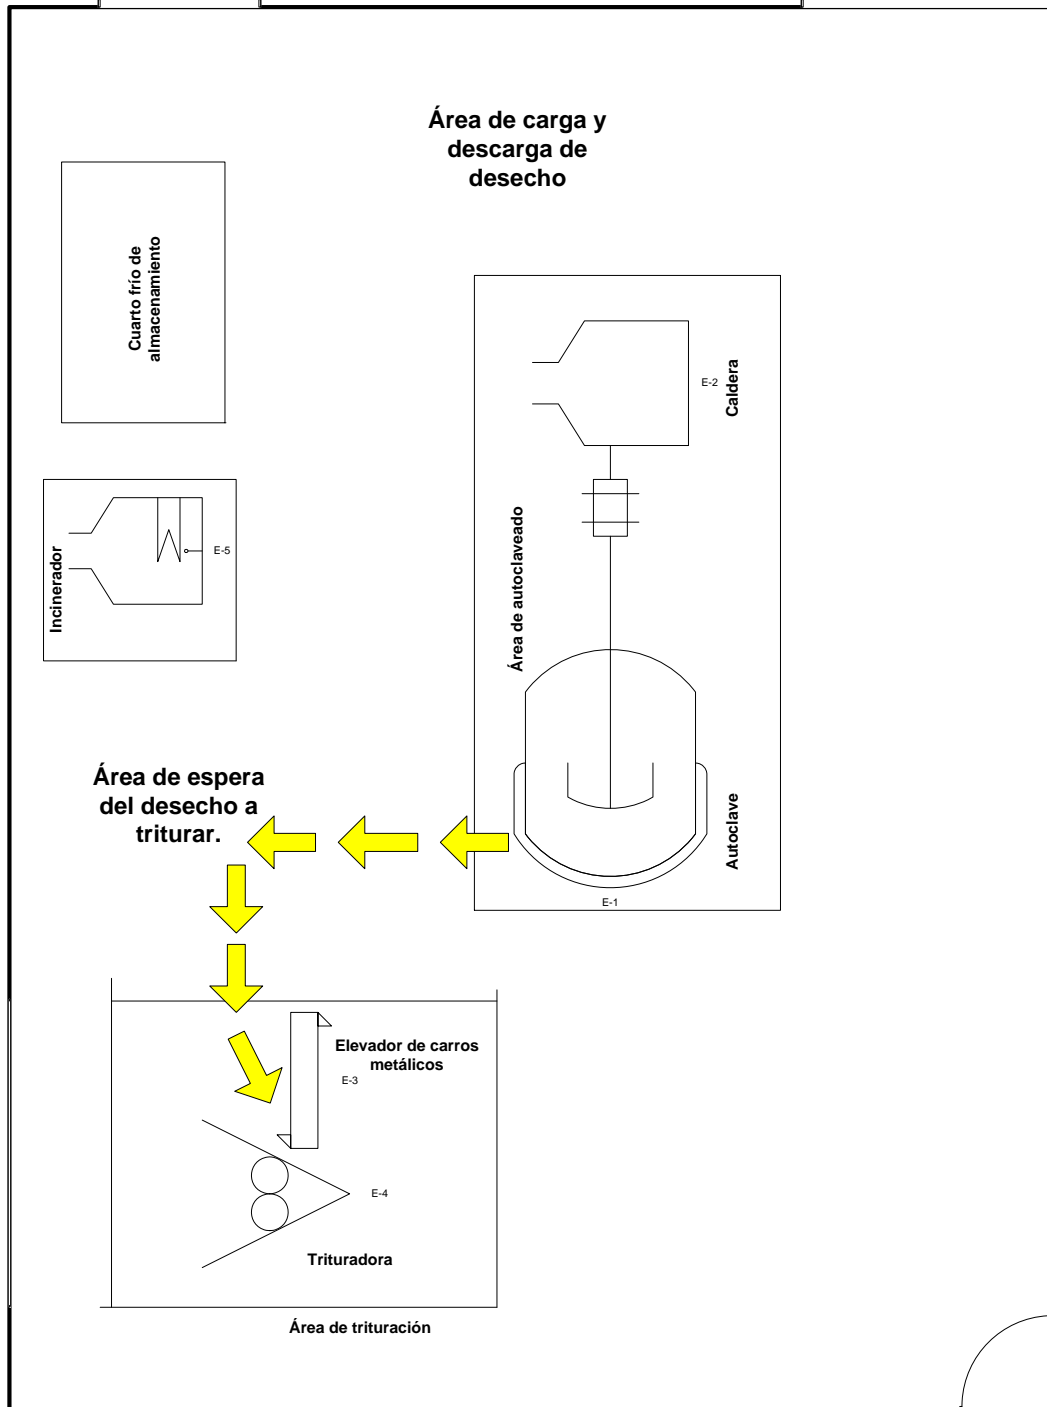 Área de carga y
descarga de
desecho
Cuarto frío de
almacenamiento
E-2
Caldera
Área de autoclaveado
Incinerador
E-5
Área de espera
del desecho a
triturar.
Autoclave
E-1
Elevador de carros
metálicos
E-3
E-4
Trituradora
Área de trituración